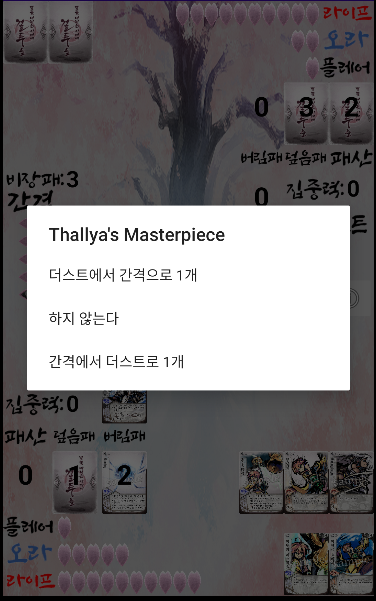 라이프
오라
플레어
0
3
2
버림패 덮음패 패산
비장패:3
간격
0
집중력:0
트
Thallya's Masterpiece
더스트에서 간격으로 1개
하지 않는다
간격에서 더스트로 1개
집중력:0
패산 덮음패 버림패
0
1
2
플레어
오라
라이프